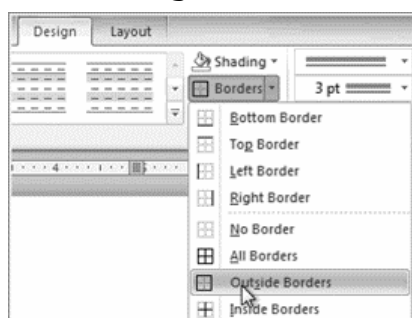 Design Layout
Shading
Borders 3 pt
Bottom Border
Top Border
Left Border
Right Border
No Border
All Borders
Outside Borders
Inside Borders
4